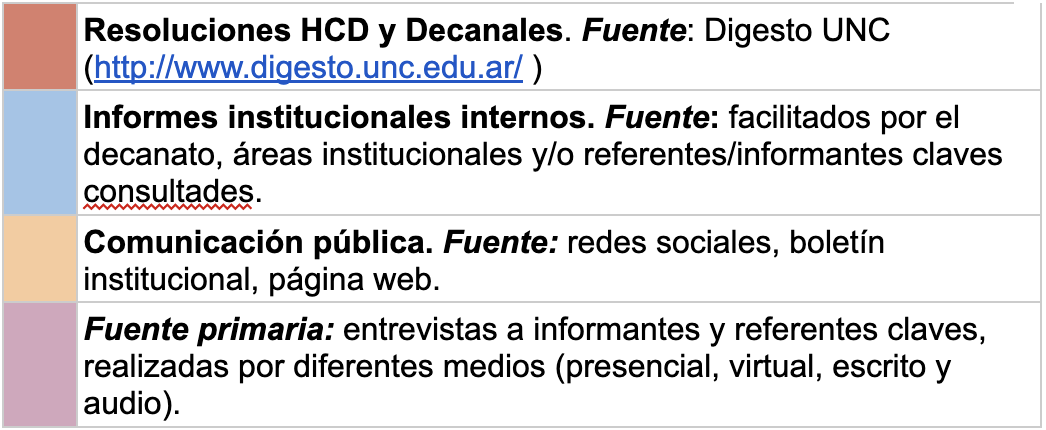 Resoluciones HCD y Decanales. Fuente: Digesto UNC
(http://www.digesto.unc.edu.ar/ )
Informes institucionales internos. Fuente: facilitados por el
decanato, áreas institucionales y/o referentes/informantes claves
consultades.
Comunicación pública. Fuente: redes sociales, boletín
institucional, página web.
Fuente primaria: entrevistas a informantes y referentes claves,
realizadas por diferentes medios (presencial, virtual, escrito y
audio).